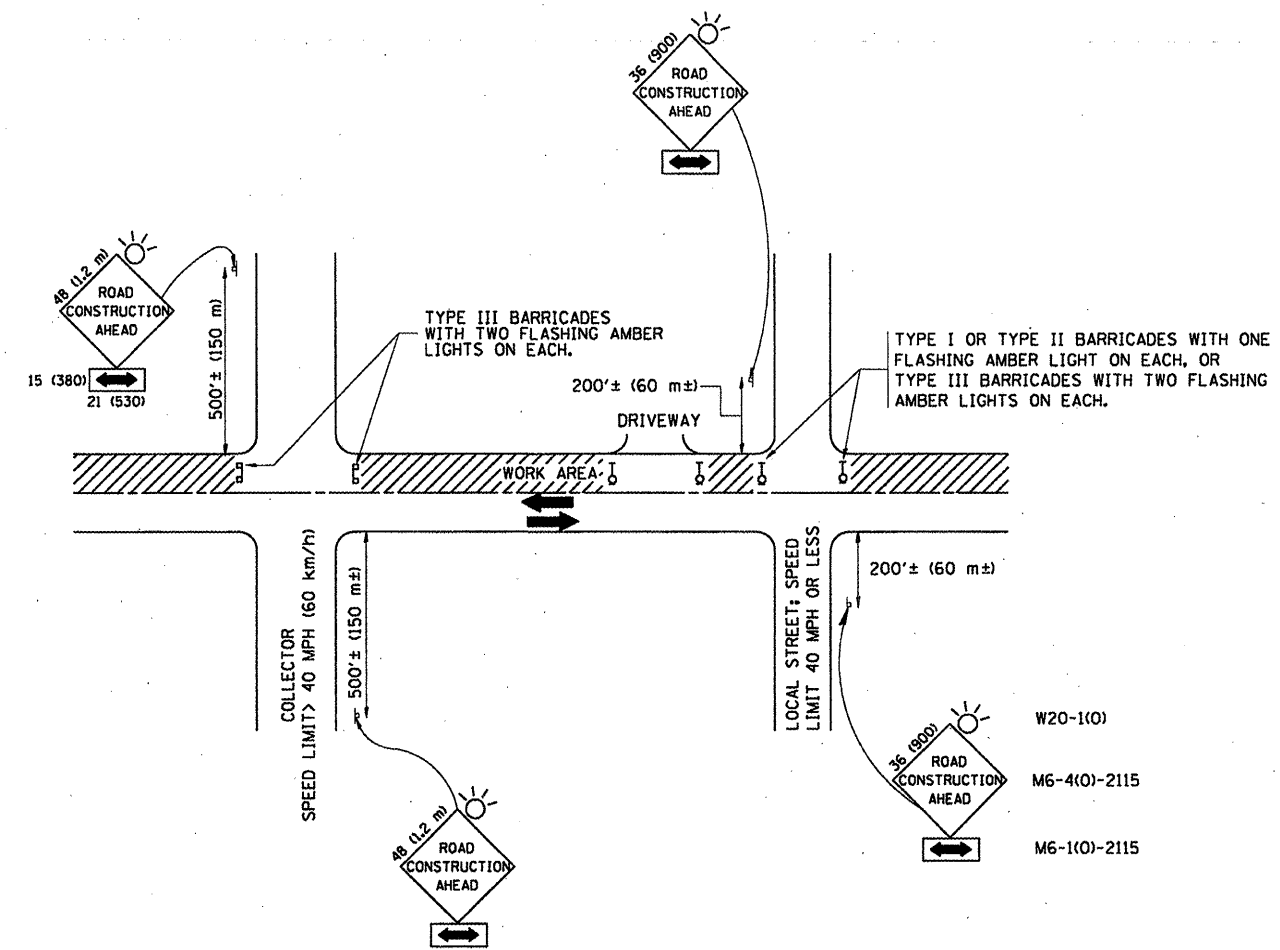 36 (900)
ROAD
CONSTRUCTION
AHEAD
48 (1.2 m)
ROAD
CONSTRUCTION
AHEAD
15 (380)
21 (530)
500'± (150 m)
TYPE III BARRICADES
WITH TWO FLASHING AMBER
LIGHTS ON EACH.
200'± (60 m±)
DRIVEWAY
TYPE I OR TYPE II BARRICADES WITH ONE
FLASHING AMBER LIGHT ON EACH, OR
TYPE III BARRICADES WITH TWO FLASHING
AMBER LIGHTS ON EACH.
WORK AREA
COLLECTOR
SPEED LIMIT> 40 MPH (60 km/h)
500'± (150 m±)
LOCAL STREET; SPEED
LIMIT 40 MPH OR LESS
200'± (60 m±)
48 (1.2 m)
ROAD
CONSTRUCTION
AHEAD
36 (900)
ROAD
CONSTRUCTION
AHEAD
W20-1(O)
M6-4(O)-2115
M6-1(O)-2115